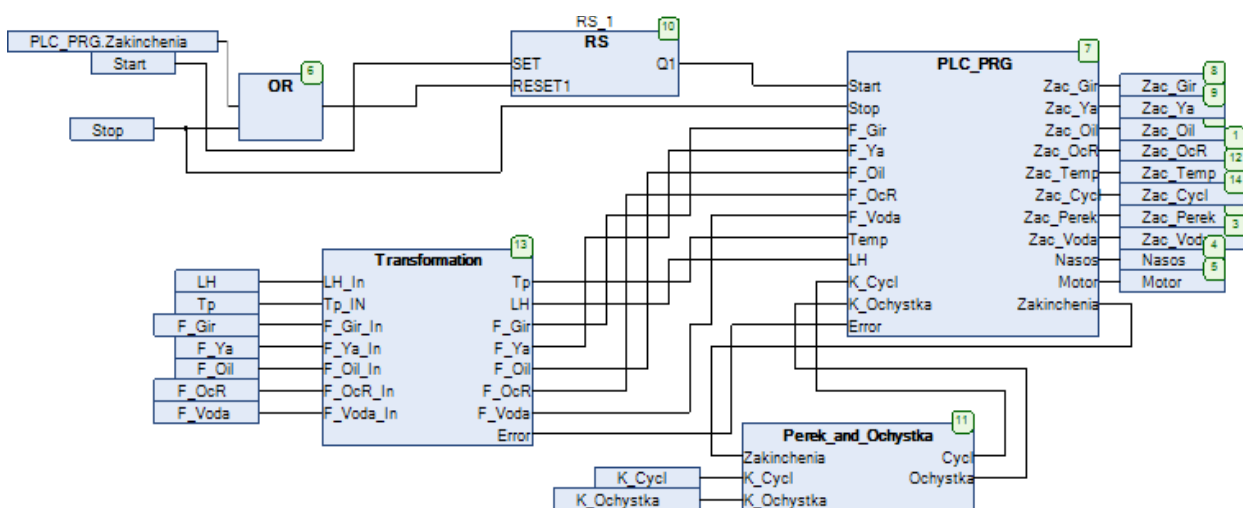 RS_1
10
RS
SET
Q1
RESET1
PLC_PRG.Zakinchenia
Start
6
OR
Stop
7
PLC_PRG
Start
Zac_Gir
Stop
Zac_Ya
F_Gir
Zac_Oil
F_Ya
Zac_OcR
F_Oil
Zac_Temp
F_OcR
Zac_Cycl
F_Voda
Zac_Perek
Temp
Zac_Voda
LH
Nasos
K_Cycl
Motor
K_Ochystka
Zakinchenia
Error
8
Zac_Gir
9
Zac_Ya
Zac_Oil
1
Zac_OcR
12
Zac_Temp
14
Zac_Cycl
Zac_Perek
3
Zac_Voda
4
Nasos
5
Motor
13
Transformation
LH
LH_In
Tp
Tp
Tp_IN
LH
F_Gir
F_Gir_In
F_Gir
F_Ya
F_Ya_In
F_Ya
F_Oil
F_Oil_In
F_Oil
F_OcR
F_OcR_In
F_OcR
F_Voda
F_Voda_In
F_Voda
Error
11
Perek_and_Ochystka
Zakinchenia
Cycl
K_Cycl
K_Cycl
Ochystka
K_Ochystka
K_Ochystka